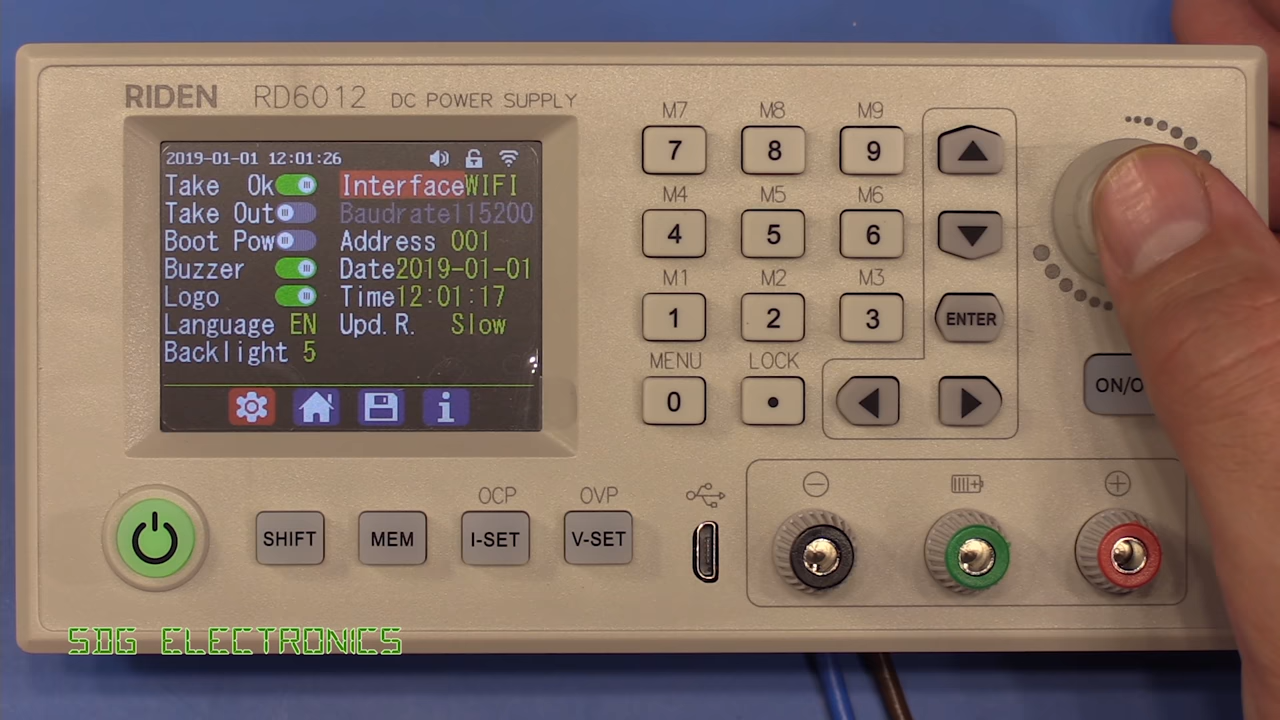 RIDEN RD6012 DC POWER SUPPLY
2019-01-01 12:01:26
Take Ok Interface WIFI
Take Out Baudrate 115200
Boot Pow Address 001
Buzzer Date 2019-01-01
Logo Time 12:01:17
Language EN Upd.R. Slow
Backlight 5
M7 M8 M9
7 8 9
M4 M5 M6
4 5 6
M1 M2 M3
1 2 3 ENTER
MENU LOCK
0 •
ON/O
OCP OVP
SHIFT MEM I-SET V-SET
SDG ELECTRONICS